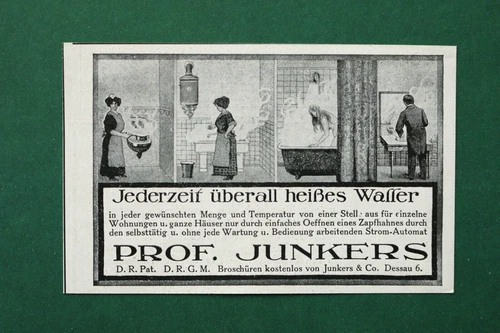 Jederzeit überall heißes Wasser
in jeder gewünschten Menge und Temperatur von einer Stelle aus für einzelne
Wohnungen u. ganze Häuser nur durch einfaches Oeffnen eines Zapfhahnes durch
den selbsttätig u. ohne jede Wartung u. Bedienung arbeitenden Strom-Automat
PROF. JUNKERS
D. R. Pat. D. R. G. M. Broschüren kostenlos von Junkers & Co. Dessau 6.